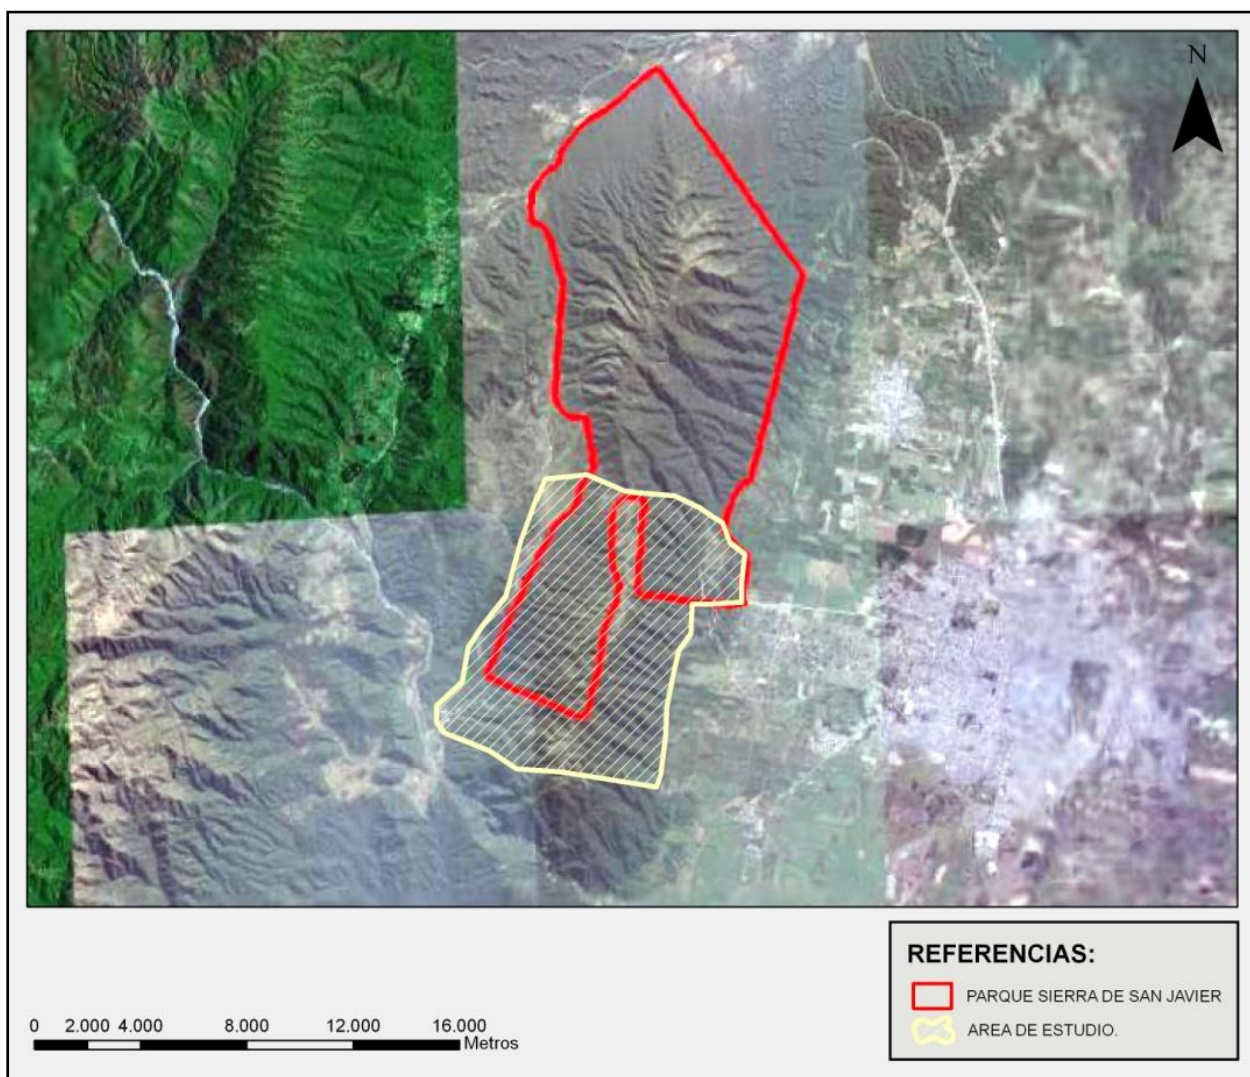 N
REFERENCIAS:
PARQUE SIERRA DE SAN JAVIER
AREA DE ESTUDIO.
0 2.000 4.000 8.000 12.000 16.000
Metros